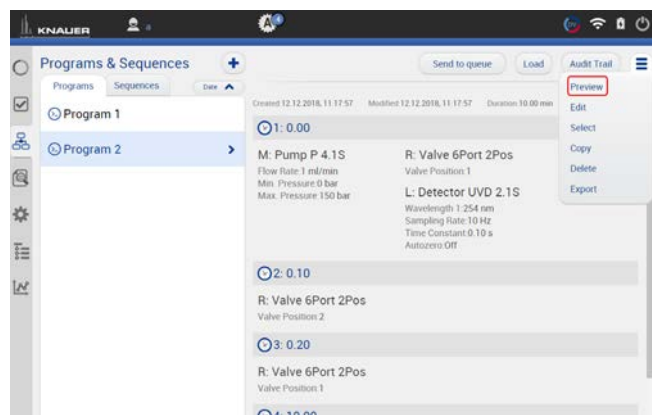 KNAUER
a
A
Programs & Sequences
+
Send to queue
Load
Audit Trail
Programs
Sequences
Date
Preview
Edit
Select
Copy
Delete
Export
Program 1
Program 2
Created 12.12.2018, 11:17:57 Modified 12.12.2018, 11:17:57 Duration 10.00 min
1: 0.00
M: Pump P 4.1S
Flow Rate:1 ml/min
Min. Pressure:0 bar
Max. Pressure:150 bar
R: Valve 6Port 2Pos
Valve Position:1
L: Detector UVD 2.1S
Wavelength 1:254 nm
Sampling Rate:10 Hz
Time Constant:0.10 s
Autozero:Off
2: 0.10
R: Valve 6Port 2Pos
Valve Position:2
3: 0.20
R: Valve 6Port 2Pos
Valve Position:1
4: 10.00